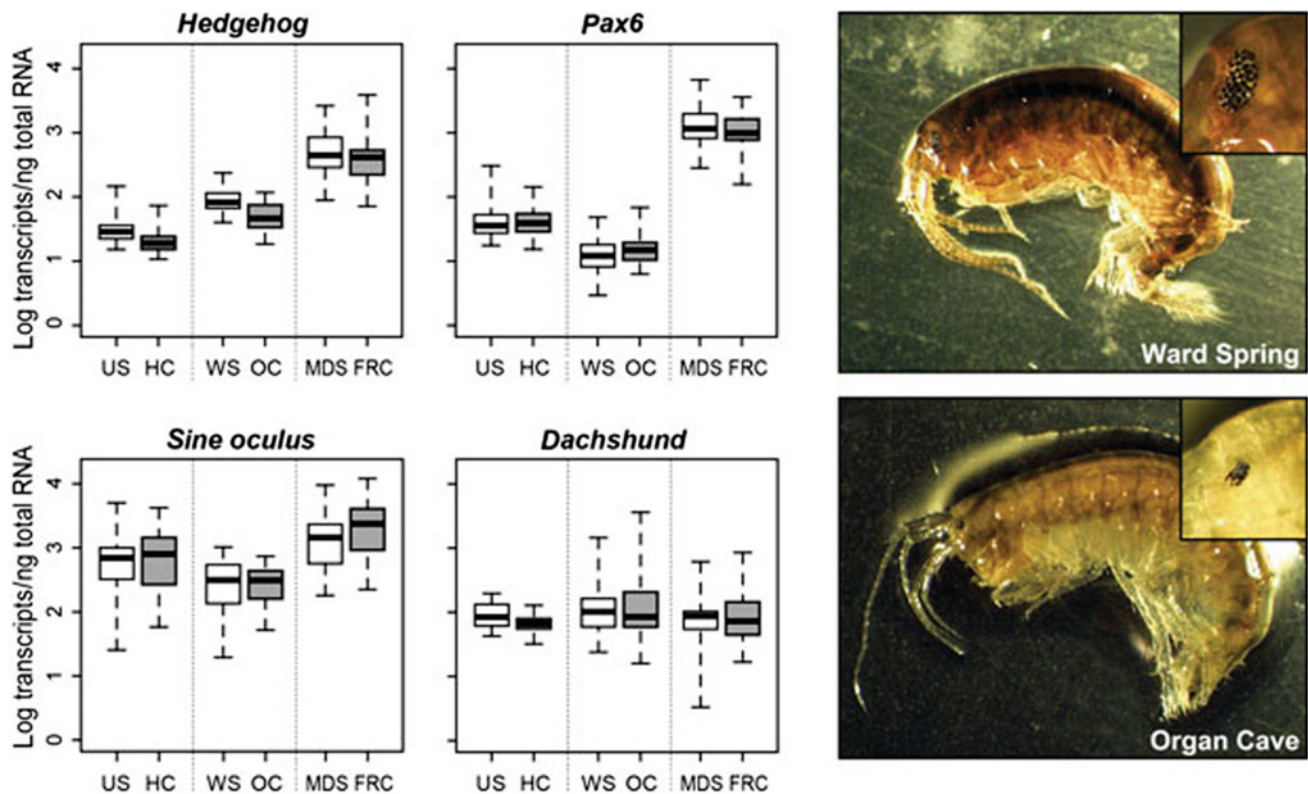 Hedgehog
Pax6
Log transcripts/ng total RNA
4
3
2
1
0
US HC WS OC MDS FRC
US HC WS OC MDS FRC
Ward Spring
Sine oculus
Dachshund
Log transcripts/ng total RNA
4
3
2
1
0
US HC WS OC MDS FRC
US HC WS OC MDS FRC
Organ Cave